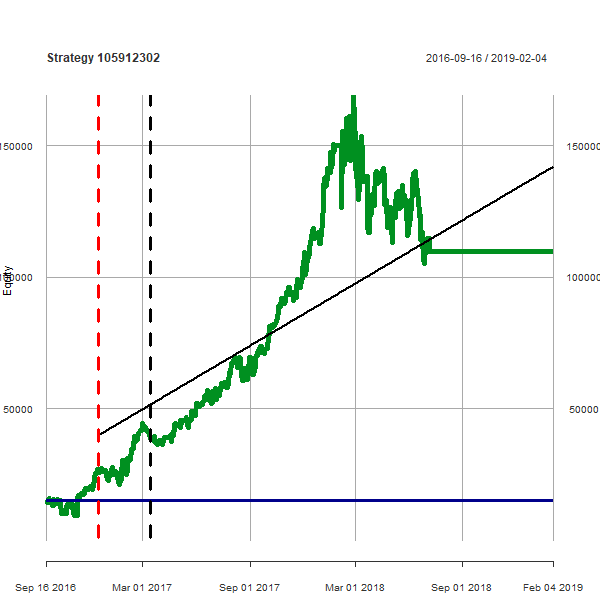 Strategy 105912302
2016-09-16 / 2019-02-04
150000
150000
Equity
100000
100000
50000
50000
Sep 16 2016
Mar 01 2017
Sep 01 2017
Mar 01 2018
Sep 01 2018
Feb 04 2019